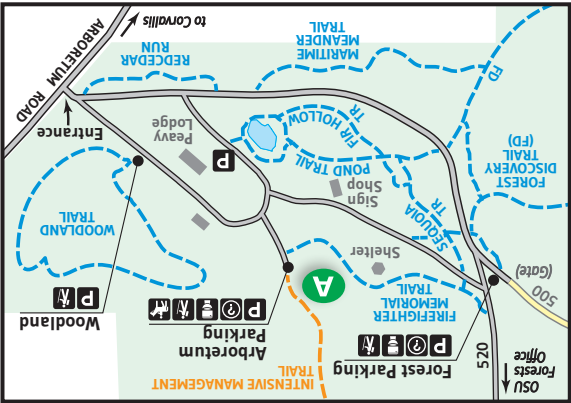 OSU
Forests
Office
520
INTENSIVE MANAGEMENT
TRAIL
Forest Parking
P ?
Arboretum
Parking
P ?
Woodland
P
500
(Gate)
FIREFIGHTER
MEMORIAL
TRAIL
A
Shelter
SEQUOIA
TR
FOREST
DISCOVERY
TRAIL
(FD)
Sign
Shop
WOODLAND
TRAIL
POND TRAIL
P
FIR HOLLOW
TR
Peavy
Lodge
Entrance
FD
MARITIME
MEANDER
TRAIL
REDCEDAR
RUN
ARBORETUM ROAD
to Corvallis